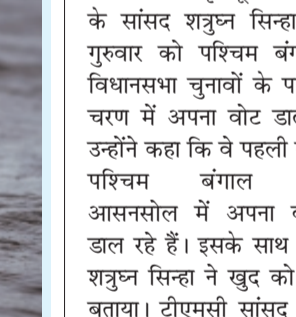 के सांसद शत्रुघ्न सिन्हा
गुरुवार को पश्चिम
विधानसभा चुनावों के
चरण में अपना वोट
उन्होंने कहा कि वे पहली
पश्चिम बंगाल
आसनसोल में अपना
डाल रहे हैं। इसके साथ
शत्रुघ्न सिन्हा ने खुद को
बताया। टीएमसी सांसद